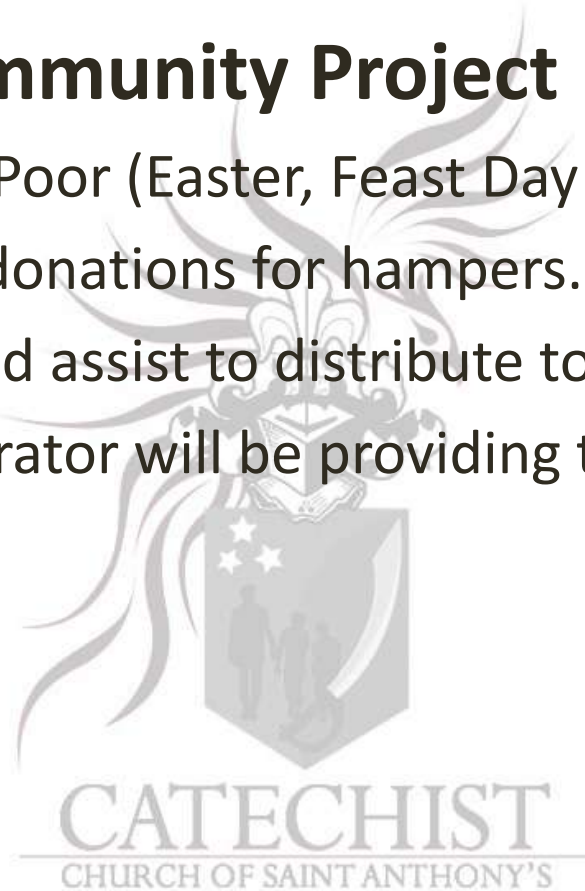 mmunity Project
Poor (Easter, Feast Day
donations for hampers.
d assist to distribute to
rator will be providing t
CATECHIST
CHURCH OF SAINT ANTHONY'S